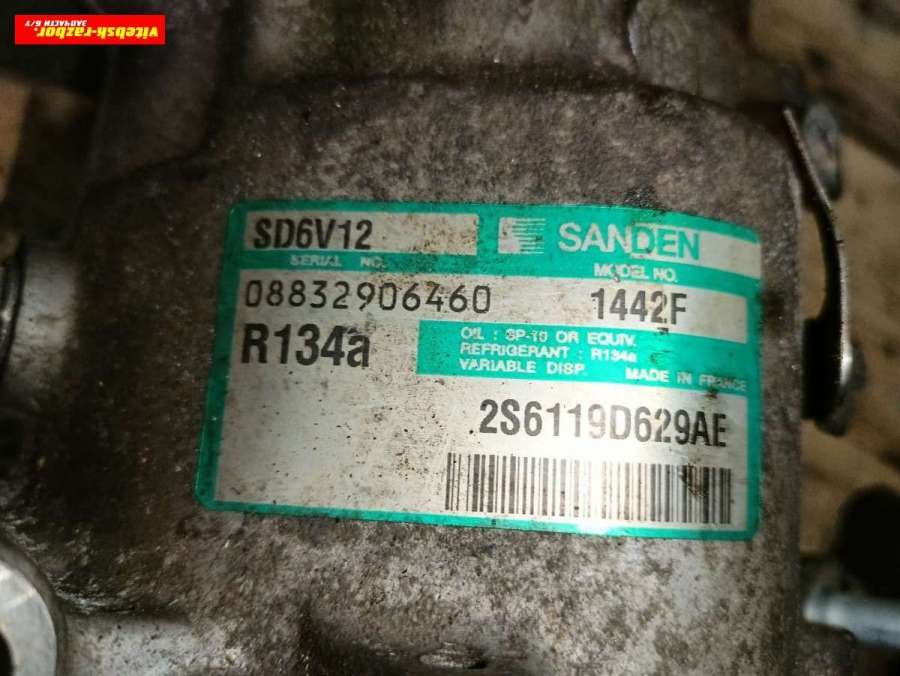 vitebsk-razbor.
ЗАПЧАСТИ Б/У
SD6V12
SANDEN
SERIAL NO.
MODEL NO.
08832906460
1442F
R134a
OIL : SP-10 OR EQUIV.
REFRIGERANT : R134a
VARIABLE DISP.
MADE IN FRANCE
2S6119D629AE